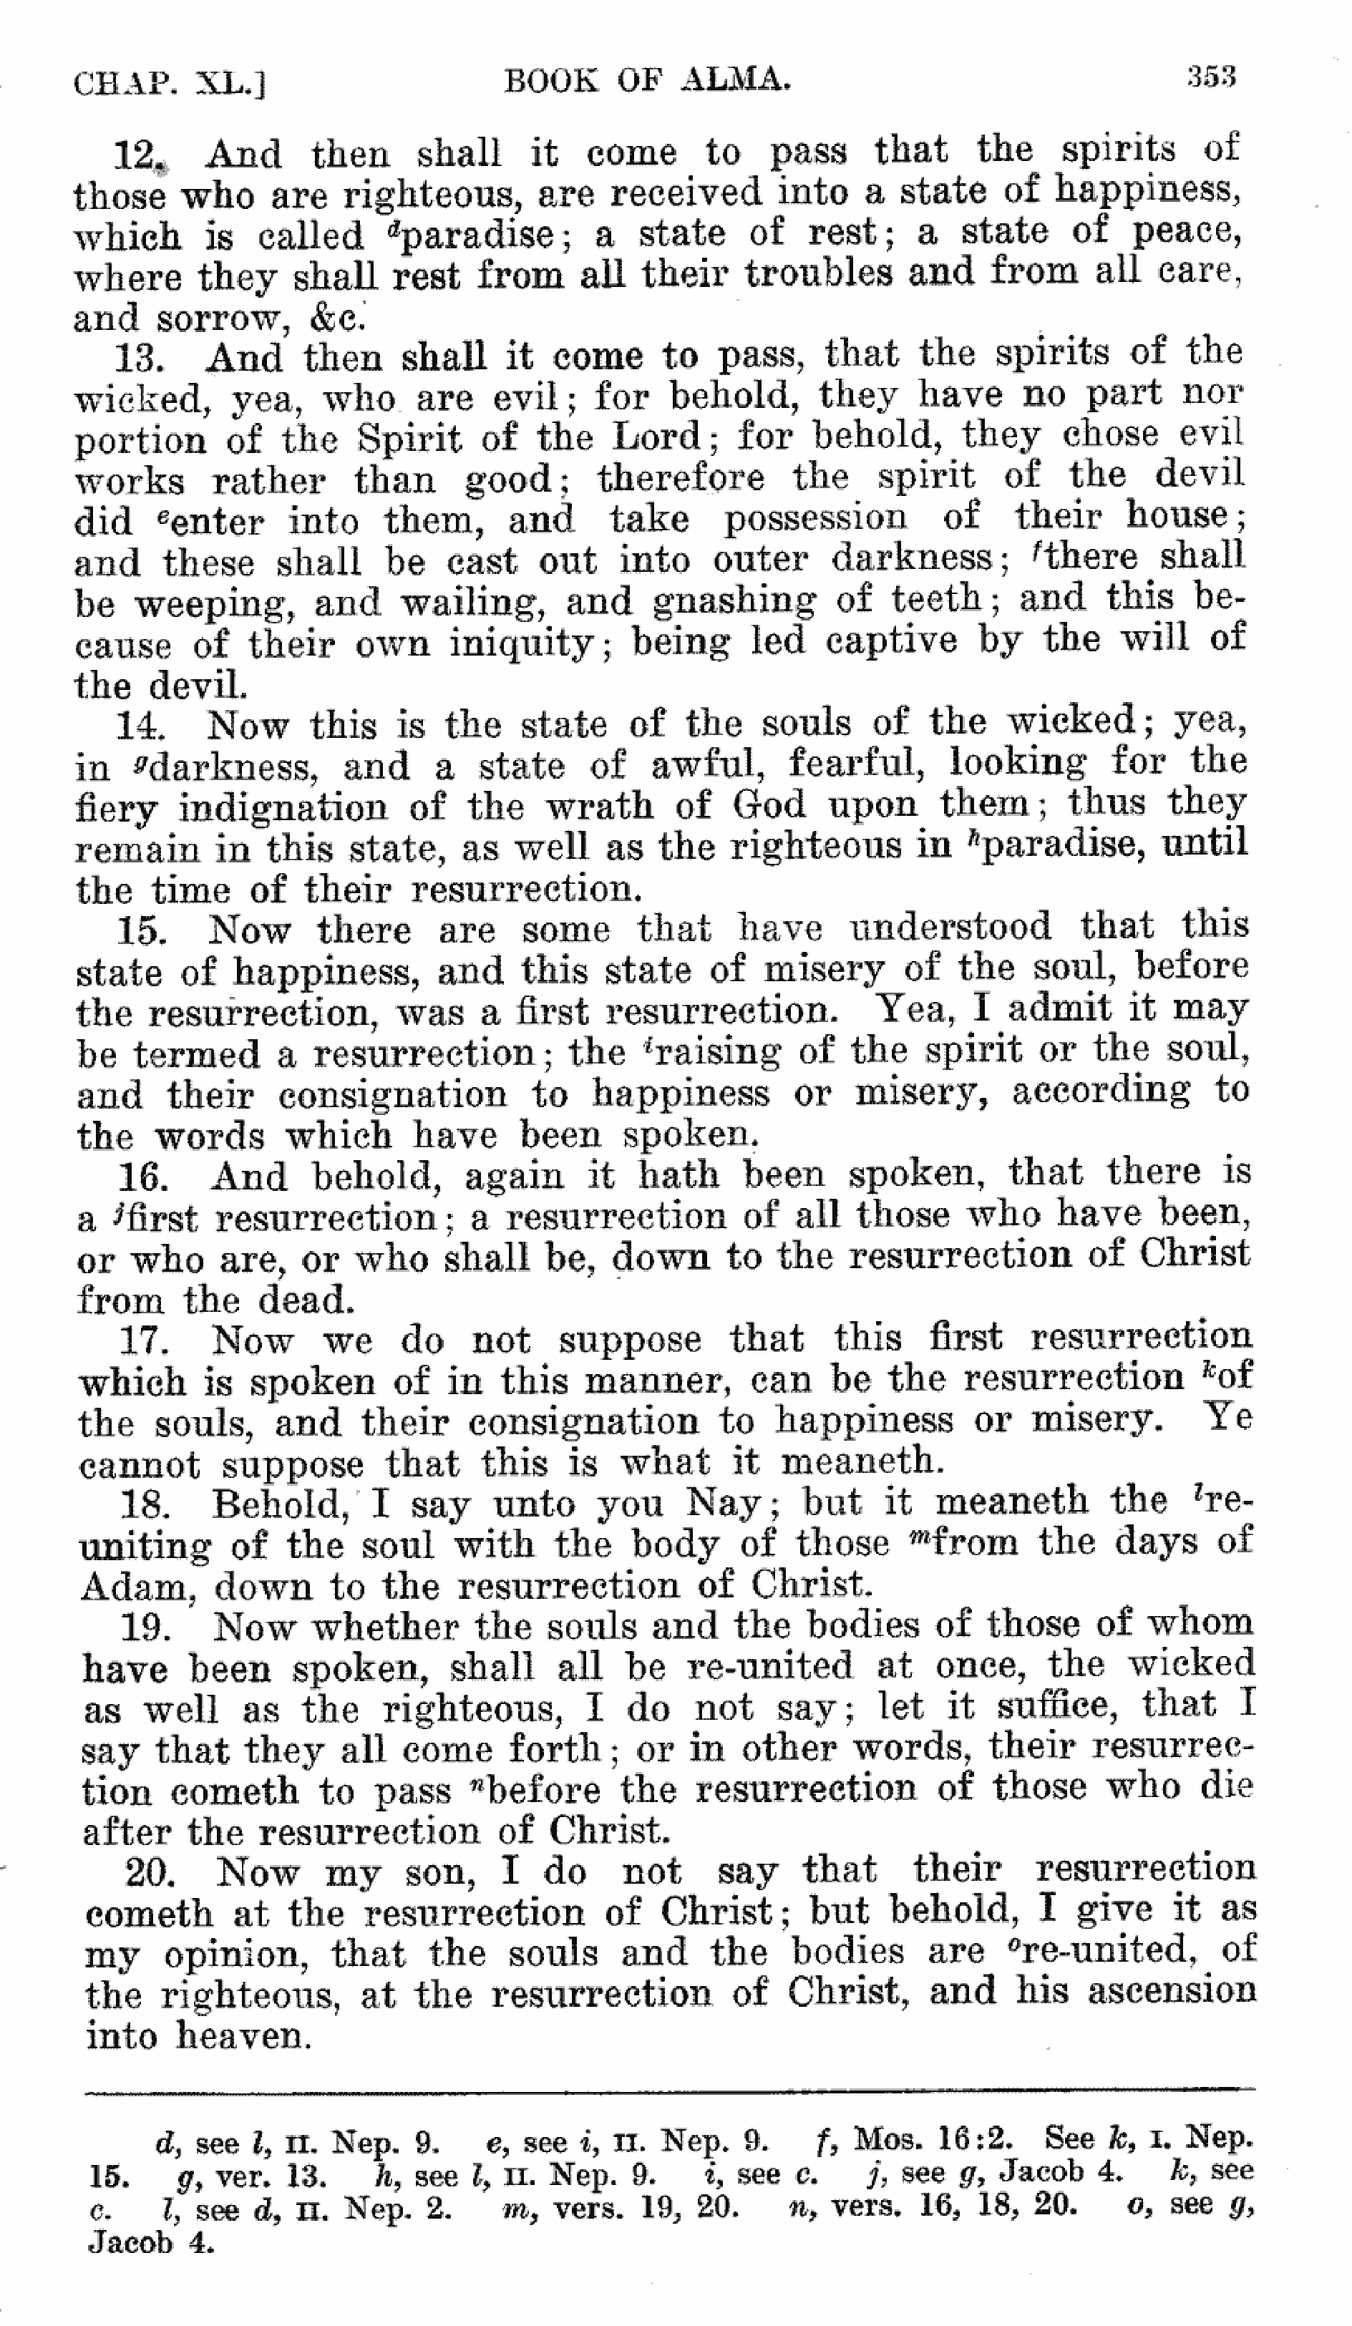 CHAP. XL.] BOOK OF ALMA. 353
12. And then shall it come to pass that the spirits of
those who are righteous, are received into a state of happiness,
which is called ᵈparadise; a state of rest; a state of peace,
where they shall rest from all their troubles and from all care,
and sorrow, &c.
13. And then shall it come to pass, that the spirits of the
wicked, yea, who are evil; for behold, they have no part nor
portion of the Spirit of the Lord; for behold, they chose evil
works rather than good; therefore the spirit of the devil
did ᵉenter into them, and take possession of their house;
and these shall be cast out into outer darkness; ᶠthere shall
be weeping, and wailing, and gnashing of teeth; and this be-
cause of their own iniquity; being led captive by the will of
the devil.
14. Now this is the state of the souls of the wicked; yea,
in ᵍdarkness, and a state of awful, fearful, looking for the
fiery indignation of the wrath of God upon them; thus they
remain in this state, as well as the righteous in ʰparadise, until
the time of their resurrection.
15. Now there are some that have understood that this
state of happiness, and this state of misery of the soul, before
the resurrection, was a first resurrection. Yea, I admit it may
be termed a resurrection; the ⁱraising of the spirit or the soul,
and their consignation to happiness or misery, according to
the words which have been spoken.
16. And behold, again it hath been spoken, that there is
a ʲfirst resurrection; a resurrection of all those who have been,
or who are, or who shall be, down to the resurrection of Christ
from the dead.
17. Now we do not suppose that this first resurrection
which is spoken of in this manner, can be the resurrection ᵏof
the souls, and their consignation to happiness or misery. Ye
cannot suppose that this is what it meaneth.
18. Behold, I say unto you Nay; but it meaneth the ˡre-
uniting of the soul with the body of those ᵐfrom the days of
Adam, down to the resurrection of Christ.
19. Now whether the souls and the bodies of those of whom
have been spoken, shall all be re-united at once, the wicked
as well as the righteous, I do not say; let it suffice, that I
say that they all come forth; or in other words, their resurrec-
tion cometh to pass ⁿbefore the resurrection of those who die
after the resurrection of Christ.
20. Now my son, I do not say that their resurrection
cometh at the resurrection of Christ; but behold, I give it as
my opinion, that the souls and the bodies are ᵒre-united, of
the righteous, at the resurrection of Christ, and his ascension
into heaven.
d, see l, II. Nep. 9. e, see i, II. Nep. 9. f, Mos. 16:2. See k, I. Nep.
15. g, ver. 13. h, see l, II. Nep. 9. i, see c. j, see g, Jacob 4. k, see
c. l, see d, II. Nep. 2. m, vers. 19, 20. n, vers. 16, 18, 20. o, see g,
Jacob 4.